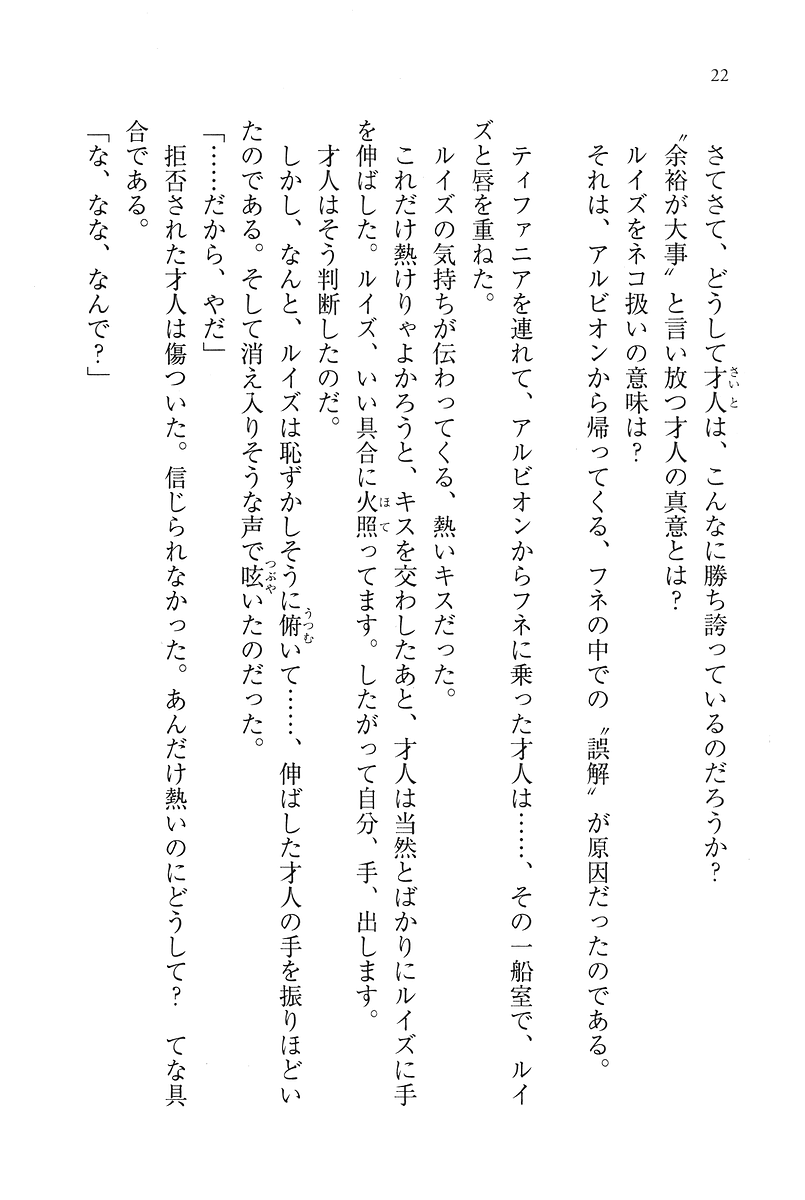 22
さてさて、どうして才人は、こんなに勝ち誇っているのだろうか？
〝余裕が大事〟と言い放つ才人の真意とは？
ルイズをネコ扱いの意味は？
それは、アルビオンから帰ってくる、フネの中での〝誤解〟が原因だったのである。
ティファニアを連れて、アルビオンからフネに乗った才人は……、その一船室で、ルイ
ズと唇を重ねた。
ルイズの気持ちが伝わってくる、熱いキスだった。
これだけ熱けりゃよかろうと、キスを交わしたあと、才人は当然とばかりにルイズに手
を伸ばした。ルイズ、いい具合に火照ってます。したがって自分、手、出します。
才人はそう判断したのだ。
しかし、なんと、ルイズは恥ずかしそうに俯いて……、伸ばした才人の手を振りほどい
たのである。そして消え入りそうな声で呟いたのだった。
「……だから、やだ」
拒否された才人は傷ついた。信じられなかった。あんだけ熱いのにどうして？　てな具
合である。
「な、なな、なんで？」